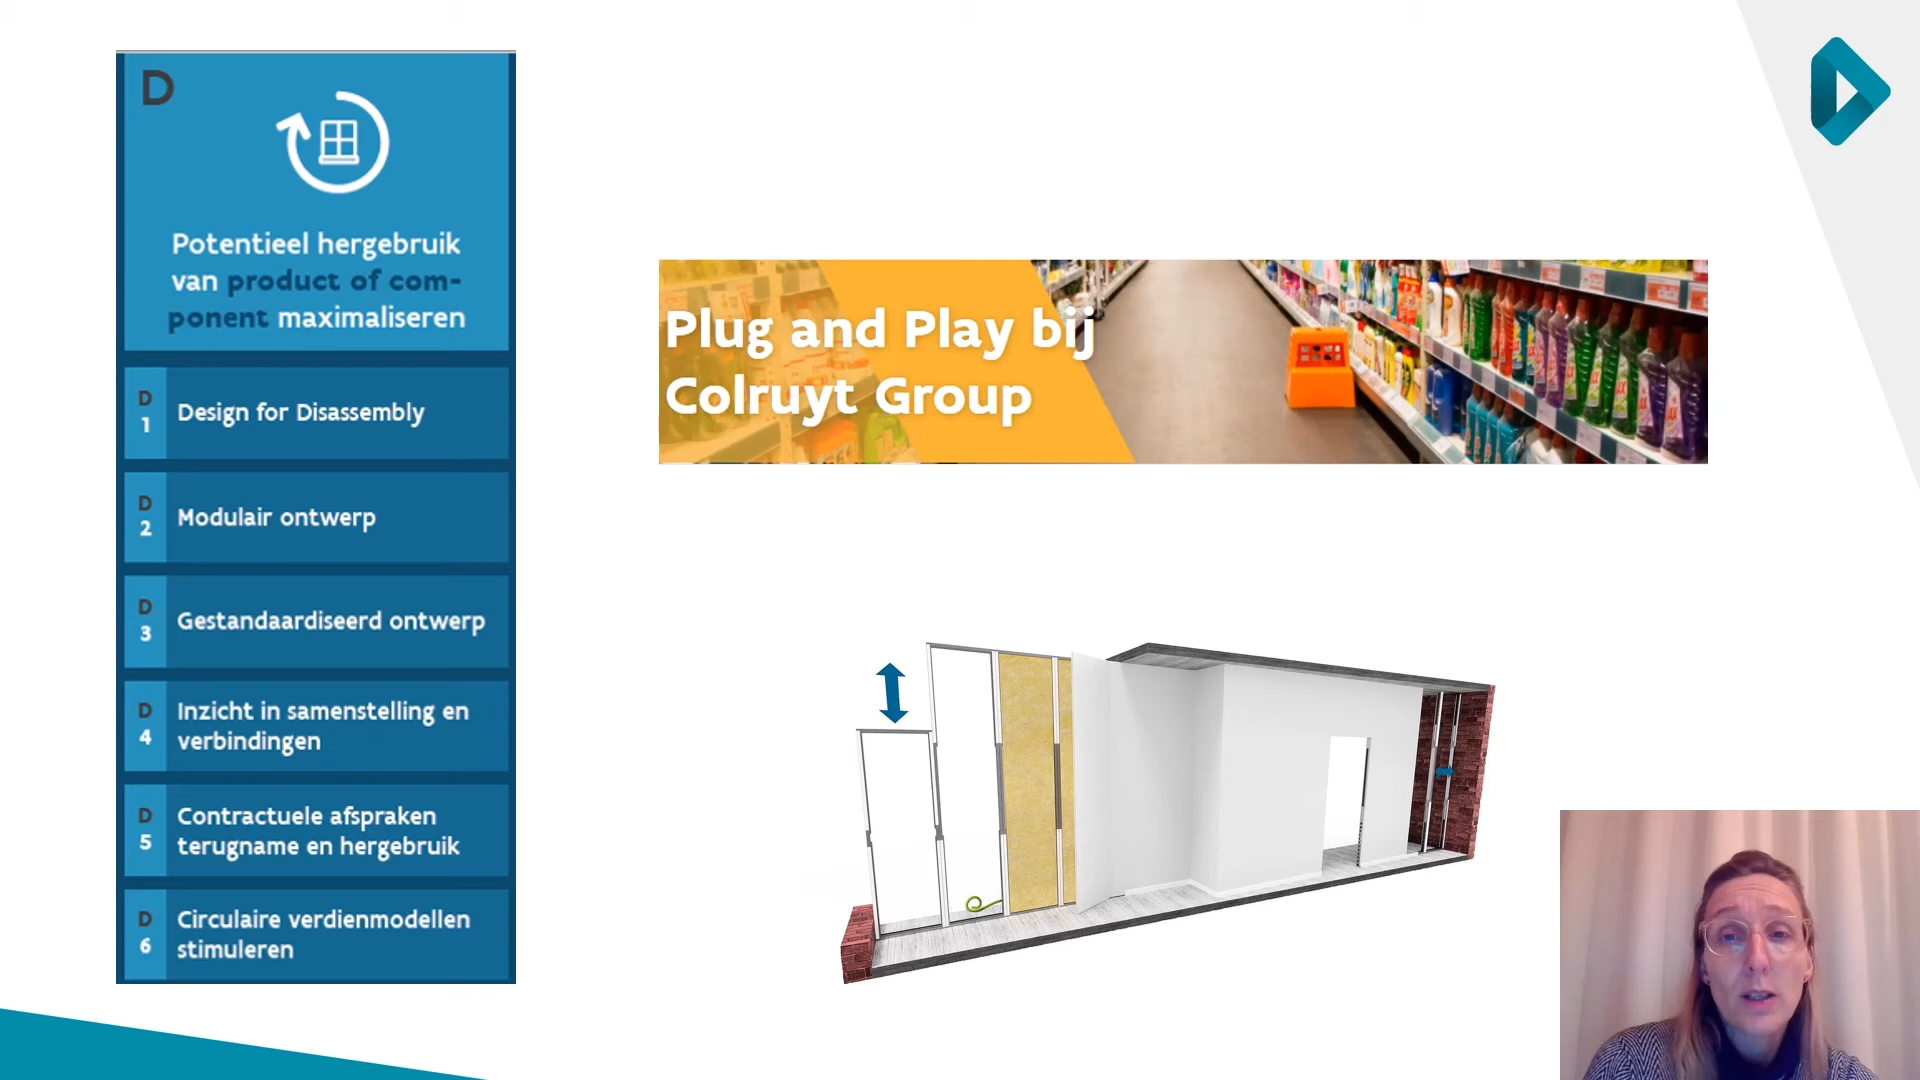 D
Potentieel hergebruik
van product of com-
ponent maximaliseren
D
1
Design for Disassembly
D
2
Modulair ontwerp
D
3
Gestandaardiseerd ontwerp
D
4
Inzicht in samenstelling en
verbindingen
D
5
Contractuele afspraken
terugname en hergebruik
D
6
Circulaire verdienmodellen
stimuleren
Plug and Play bij
Colruyt Group